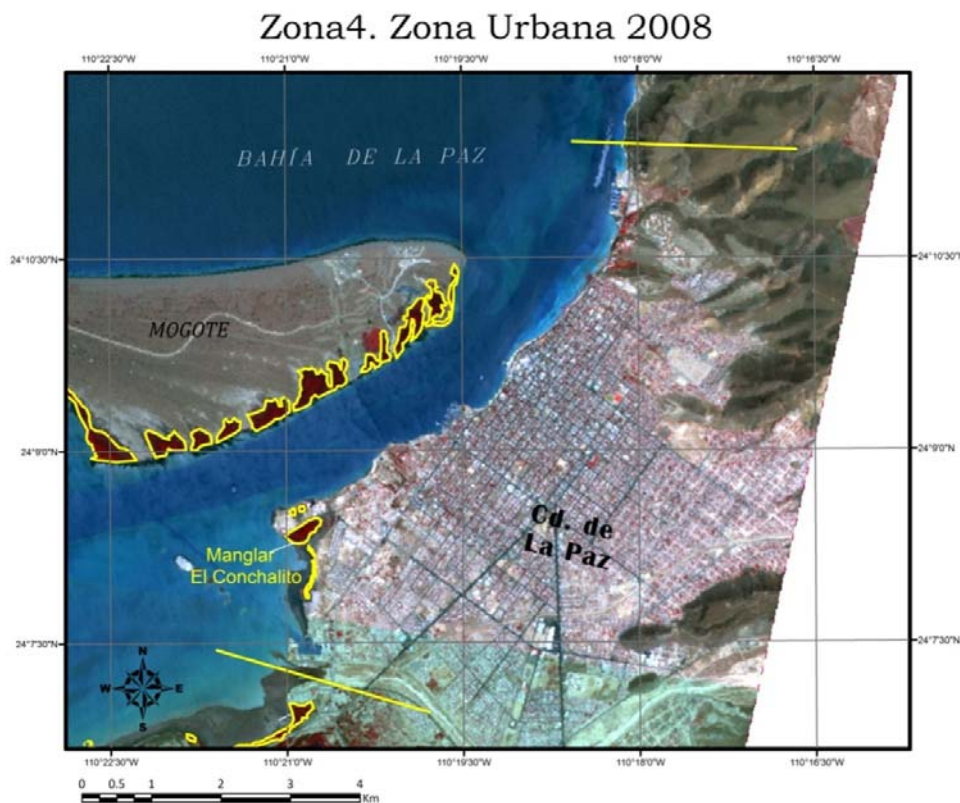 Zona4. Zona Urbana 2008
110°22'30"W 110°21'0"W 110°19'30"W 110°18'0"W 110°16'30"W
BAHÍA DE LA PAZ
24°10'30"N 24°10'30"N
MOGOTE
24°9'0"N 24°9'0"N
Cd. de
La Paz
Manglar
El Conchalito
24°7'30"N 24°7'30"N
N
W E
S
110°22'30"W 110°21'0"W 110°19'30"W 110°18'0"W 110°16'30"W
0 0.5 1 2 3 4
Km